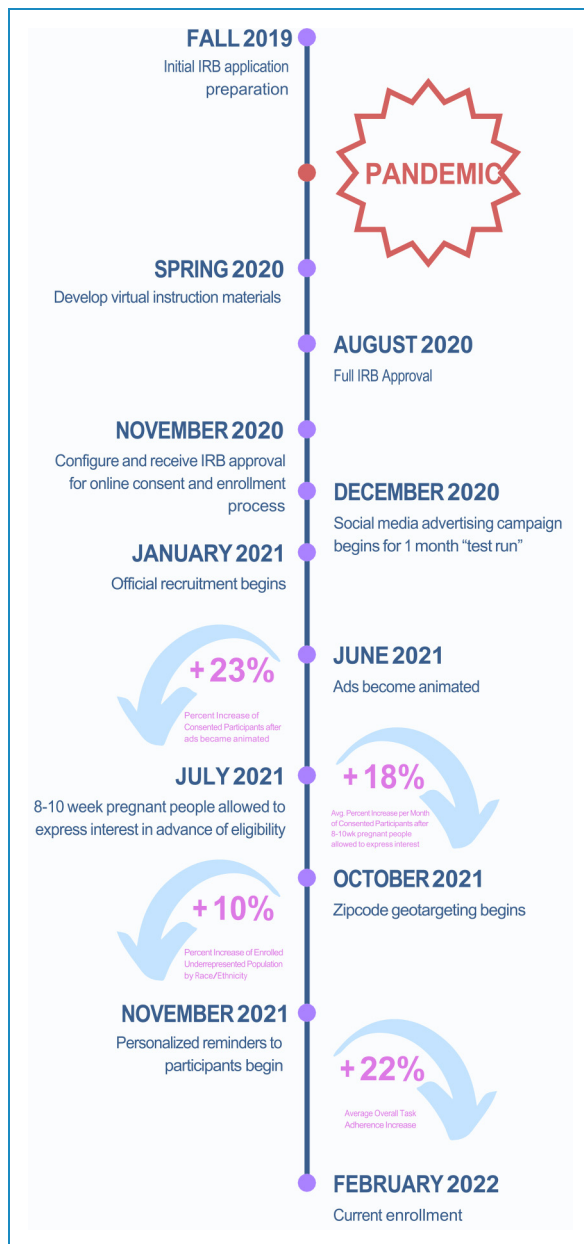 FALL 2019
Initial IRB application
preparation
PANDEMIC
SPRING 2020
Develop virtual instruction materials
AUGUST 2020
Full IRB Approval
NOVEMBER 2020
Configure and receive IRB approval
for online consent and enrollment
process
DECEMBER 2020
Social media advertising campaign
begins for 1 month “test run”
JANUARY 2021
Official recruitment begins
JUNE 2021
Ads become animated
+23%
Percent Increase of
Consented Participants after
ads became animated
JULY 2021
8-10 week pregnant people allowed to
express interest in advance of eligibility
+18%
Avg. Percent Increase per Month
of Consented Participants after
8-10wk pregnant people
allowed to express interest
OCTOBER 2021
Zipcode geotargeting begins
+10%
Percent Increase of Enrolled
Underrepresented Population
by Race/Ethnicity
NOVEMBER 2021
Personalized reminders to
participants begin
+22%
Average Overall Task
Adherence Increase
FEBRUARY 2022
Current enrollment